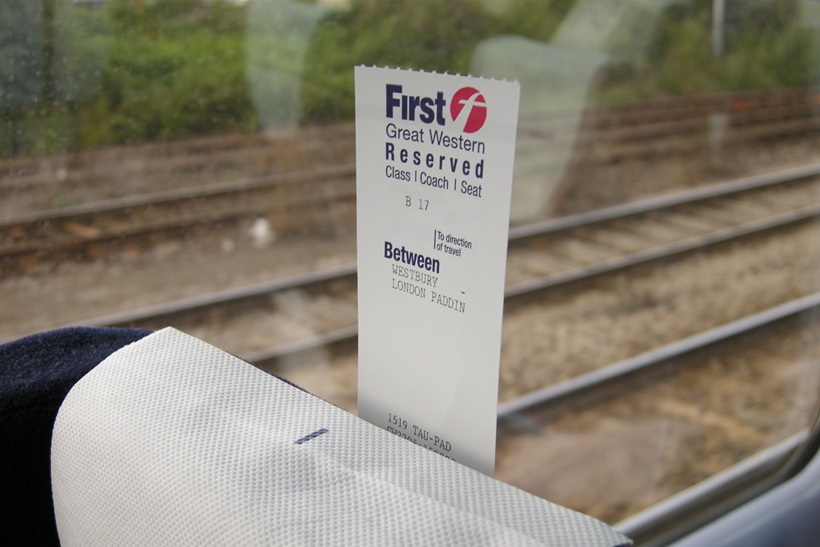 First f
Great Western
Reserved
Class | Coach | Seat
B 17
To direction
of travel
Between
WESTBURY -
LONDON PADDIN
1519 TAU-PAD